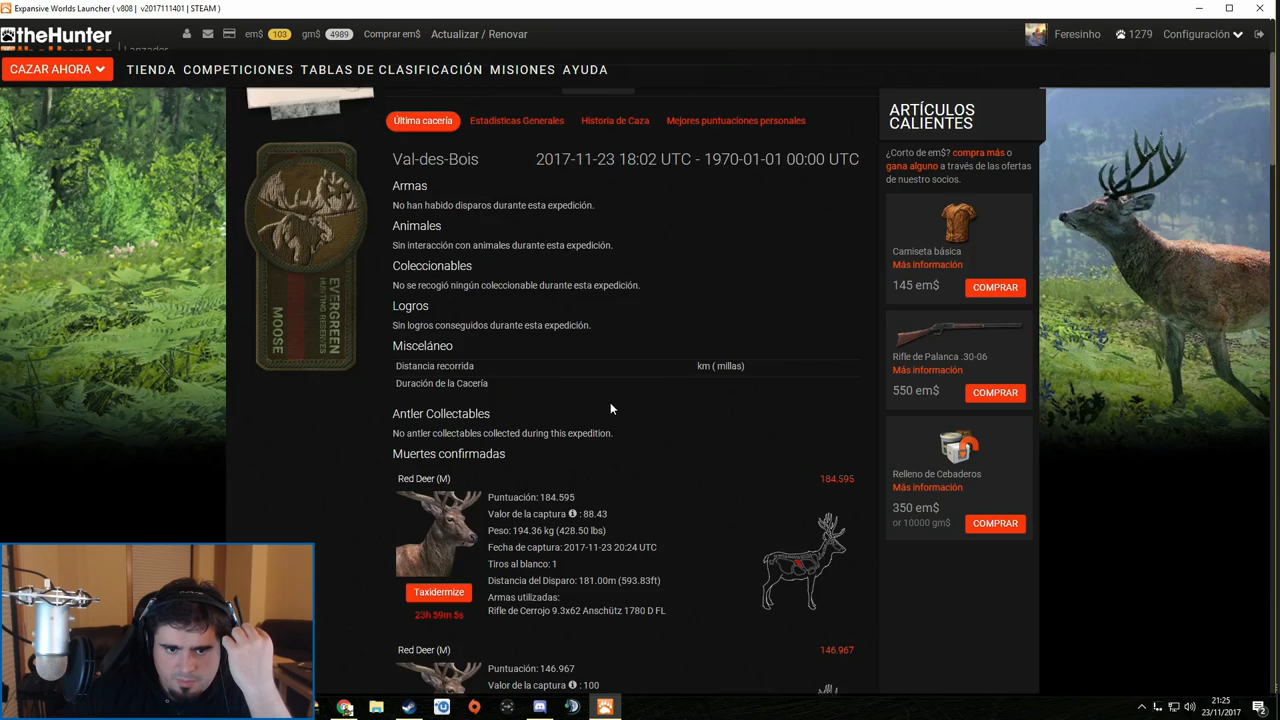 Expansive Worlds Launcher ( v808 | v2017111401 | STEAM )
theHunter
em$ 103 gm$ 4989 Comprar em$ Actualizar / Renovar
Feresinho 1279 Configuración
Lanzador
CAZAR AHORA TIENDA COMPETICIONES TABLAS DE CLASIFICACIÓN MISIONES AYUDA
Última cacería Estadísticas Generales Historia de Caza Mejores puntuaciones personales
Val-des-Bois 2017-11-23 18:02 UTC - 1970-01-01 00:00 UTC
Armas
No han habido disparos durante esta expedición.
Animales
Sin interacción con animales durante esta expedición.
Coleccionables
No se recogió ningún coleccionable durante esta expedición.
Logros
Sin logros conseguidos durante esta expedición.
Misceláneo
Distancia recorrida km ( millas)
Duración de la Cacería
Antler Collectables
No antler collectables collected during this expedition.
Muertes confirmadas
Red Deer (M) 184.595
Puntuación: 184.595
Valor de la captura : 88.43
Peso: 194.36 kg (428.50 lbs)
Fecha de captura: 2017-11-23 20:24 UTC
Tiros al blanco: 1
Distancia del Disparo: 181.00m (593.83ft)
Armas utilizadas:
Rifle de Cerrojo 9.3x62 Anschütz 1780 D FL
Taxidermize
23h 59m 5s
Red Deer (M) 146.967
Puntuación: 146.967
Valor de la captura : 100
EVERGREEN
HUNTING RESERVES
MOOSE
ARTÍCULOS
CALIENTES
¿Corto de em$? compra más o
gana alguno a través de las ofertas
de nuestro socios.
Camiseta básica
Más información
145 em$ COMPRAR
Rifle de Palanca .30-06
Más información
550 em$ COMPRAR
Relleno de Cebaderos
Más información
350 em$
or 10000 gm$ COMPRAR
21:25
23/11/2017
2